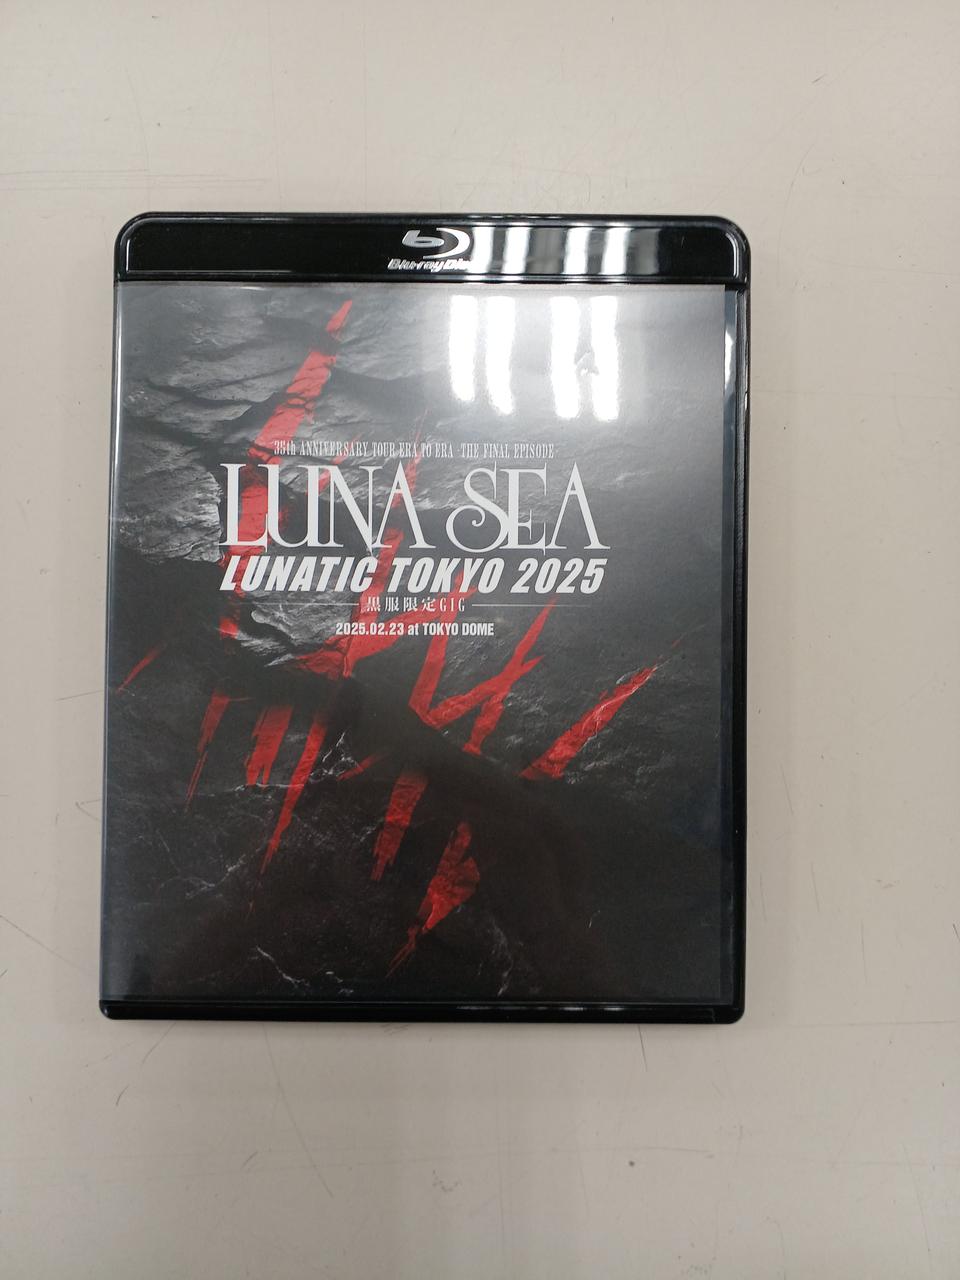 Blu-ray Disc
35th ANNIVERSARY TOUR ERA TO ERA -THE FINAL EPISODE-
LUNA SEA
LUNATIC TOKYO 2025
黒服限定GIG
2025.02.23 at TOKYO DOME